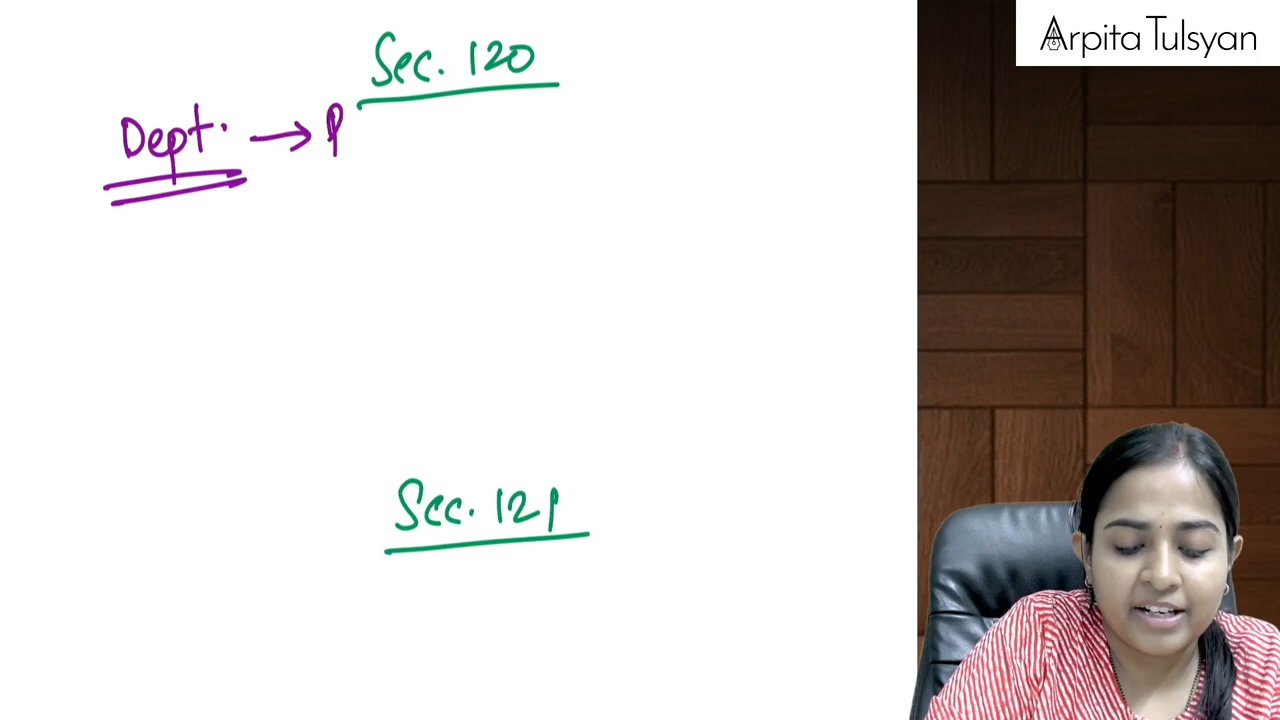 Arpita Tulsyan
Sec. 120
Dept. → P
Sec. 121